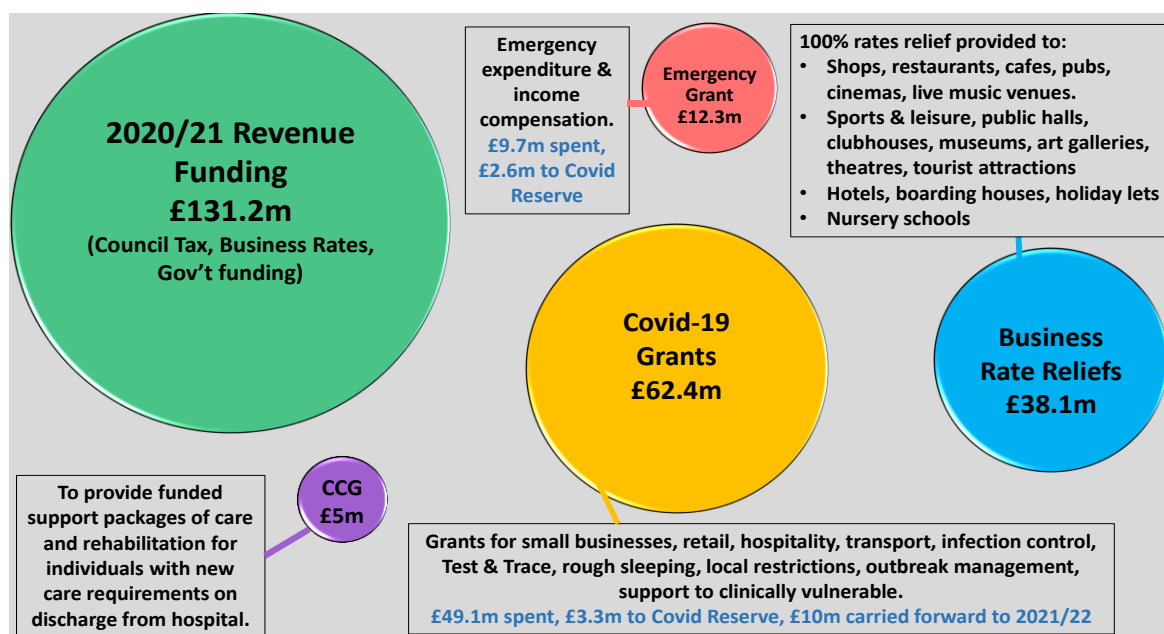 2020/21 Revenue
Funding
£131.2m
(Council Tax, Business Rates,
Gov't funding)
Emergency
expenditure &
income
compensation.
£9.7m spent,
£2.6m to Covid
Reserve
Emergency
Grant
£12.3m
100% rates relief provided to:
• Shops, restaurants, cafes, pubs,
cinemas, live music venues.
• Sports & leisure, public halls,
clubhouses, museums, art galleries,
theatres, tourist attractions
• Hotels, boarding houses, holiday lets
• Nursery schools
Covid-19
Grants
£62.4m
Business
Rate Reliefs
£38.1m
CCG
£5m
To provide funded
support packages of care
and rehabilitation for
individuals with new
care requirements on
discharge from hospital.
Grants for small businesses, retail, hospitality, transport, infection control,
Test & Trace, rough sleeping, local restrictions, outbreak management,
support to clinically vulnerable.
£49.1m spent, £3.3m to Covid Reserve, £10m carried forward to 2021/22